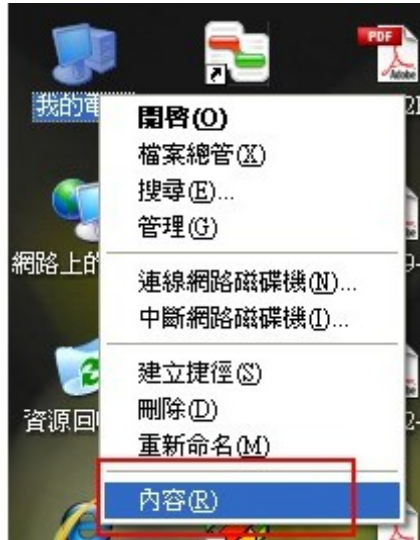 PDF
Adobe
我的電
開啓(O)
檔案總管(X)
搜尋(E)...
管理(G)
網路上的
連線網路磁碟機(N)...
中斷網路磁碟機(I)...
建立捷徑(S)
刪除(D)
資源回
重新命名(M)
內容(R)